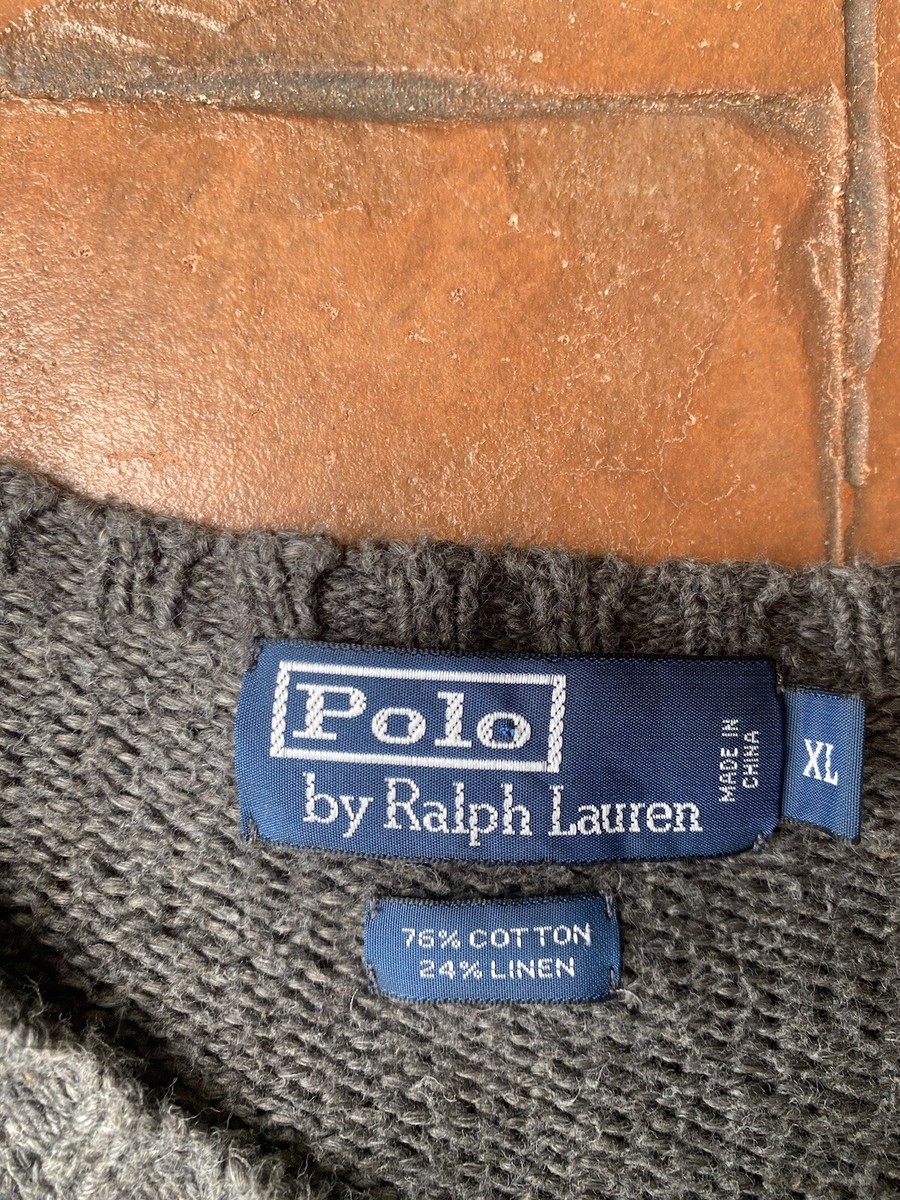 Polo
by Ralph Lauren
MADE IN
CHINA
XL
76% COTTON
24% LINEN